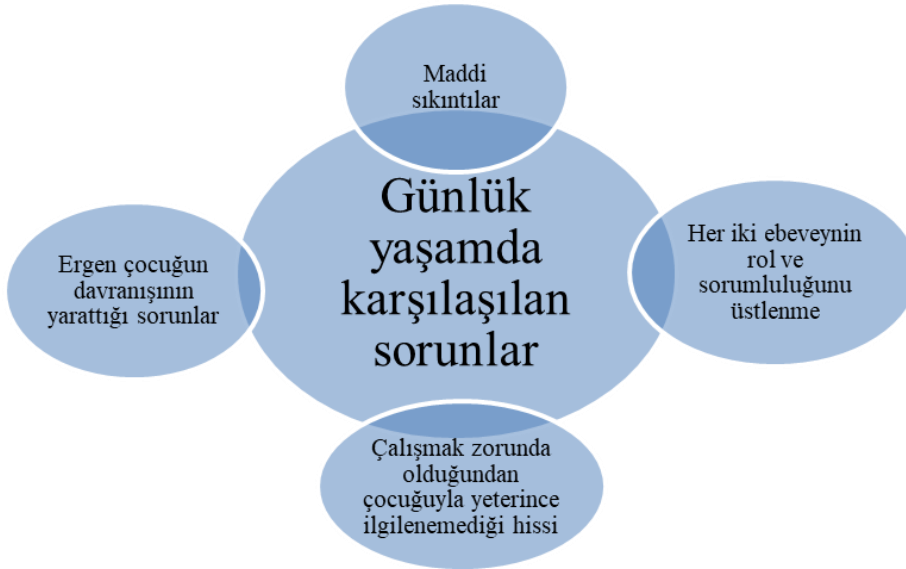 Maddi
sıkıntılar
Günlük
yaşamda
karşılaşılan
sorunlar
Her iki ebeveynin
rol ve
sorumluluğunu
üstlenme
Ergen çocuğun
davranışının
yarattığı sorunlar
Çalışmak zorunda
olduğundan
çocuğuyla yeterince
ilgilenemediği hissi